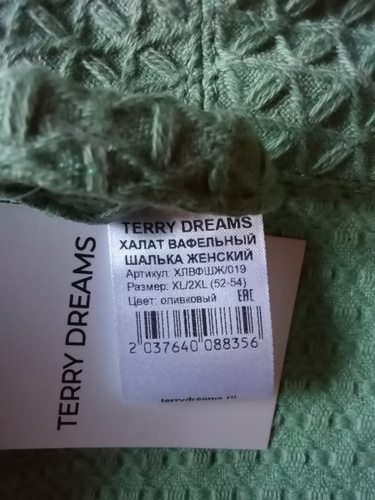 TERRY DREAMS
ХАЛАТ ВАФЕЛЬНЫЙ
ШАЛЬКА ЖЕНСКИЙ
Артикул: ХЛВФШЖ/019
Размер: XL/2XL (52-54)
Цвет: оливковый EAC
2 037640 088356
terrydreams.ru
TERRY DREAMS